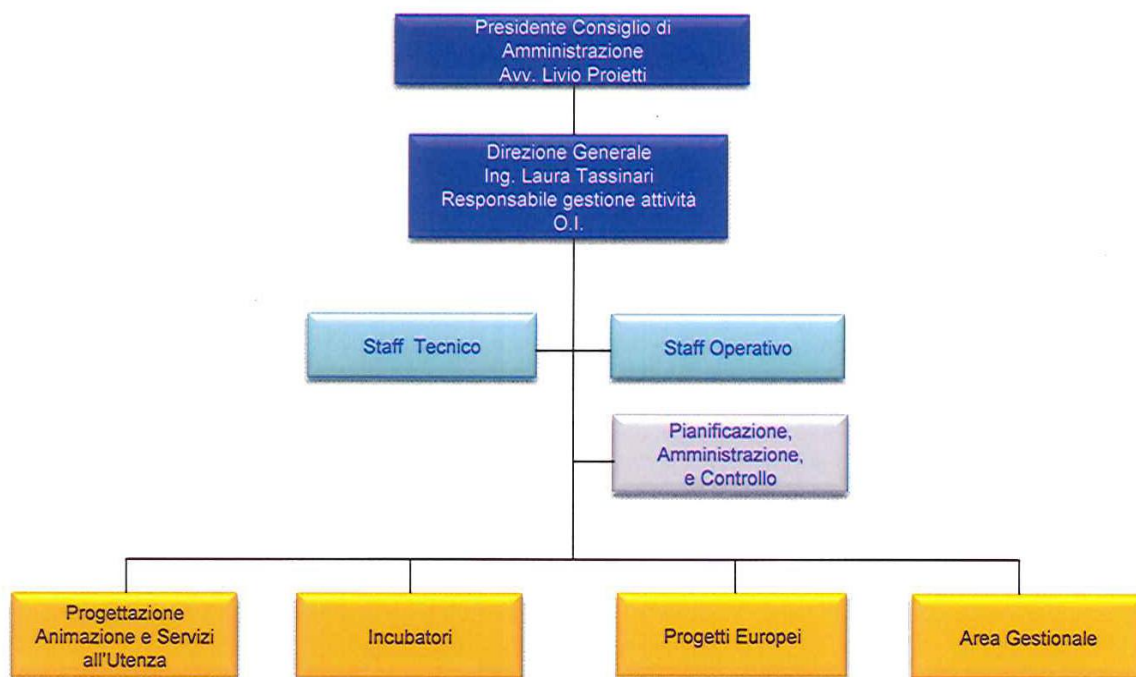 Presidente Consiglio di
Amministrazione
Avv. Livio Proietti
Direzione Generale
Ing. Laura Tassinari
Responsabile gestione attività
O.I.
Staff Tecnico
Staff Operativo
Pianificazione,
Amministrazione,
e Controllo
Progettazione
Animazione e Servizi
all'Utenza
Incubatori
Progetti Europei
Area Gestionale